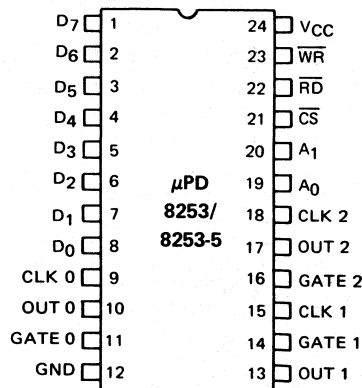 D7 1 24 VCC
D6 2 23 WR
D5 3 22 RD
D4 4 21 CS
D3 5 20 A1
D2 6 19 A0
D1 7 18 CLK 2
D0 8 17 OUT 2
CLK 0 9 16 GATE 2
OUT 0 10 15 CLK 1
GATE 0 11 14 GATE 1
GND 12 13 OUT 1
μPD
8253/
8253-5